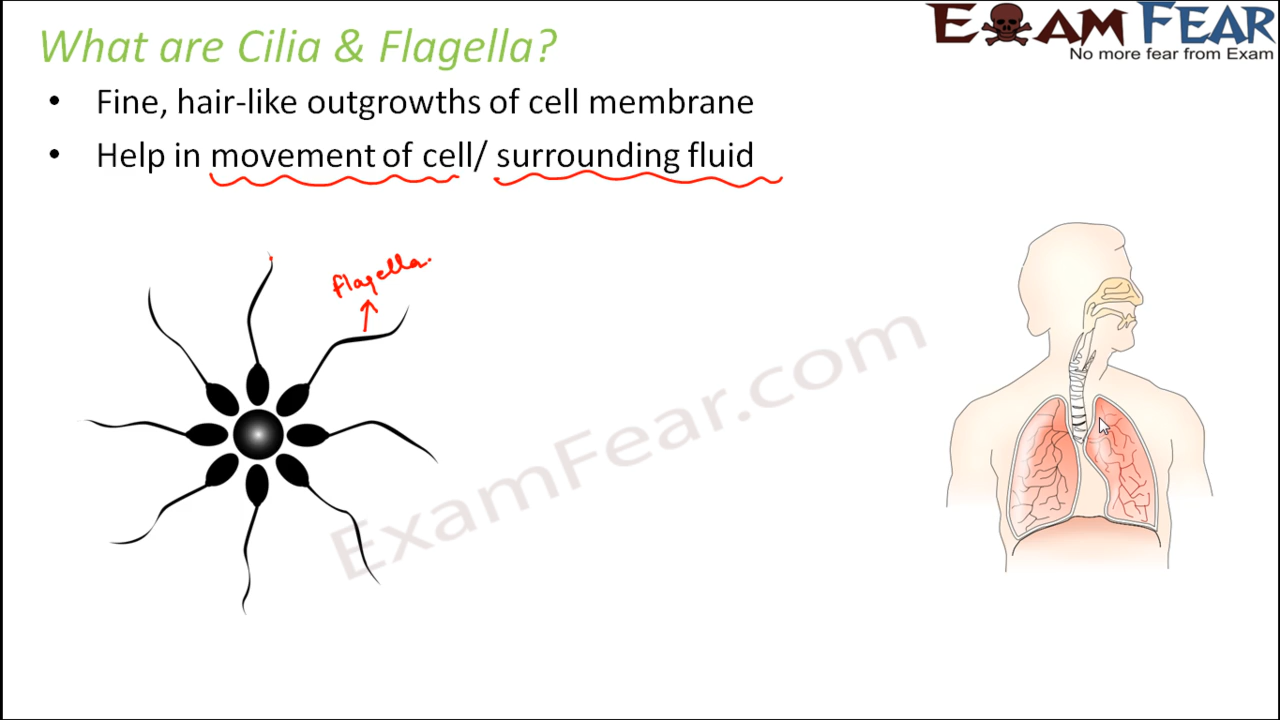 What are Cilia & Flagella?
EXAM FEAR
No more fear from Exam
• Fine, hair-like outgrowths of cell membrane
• Help in movement of cell/ surrounding fluid
flagella.
ExamFear.com